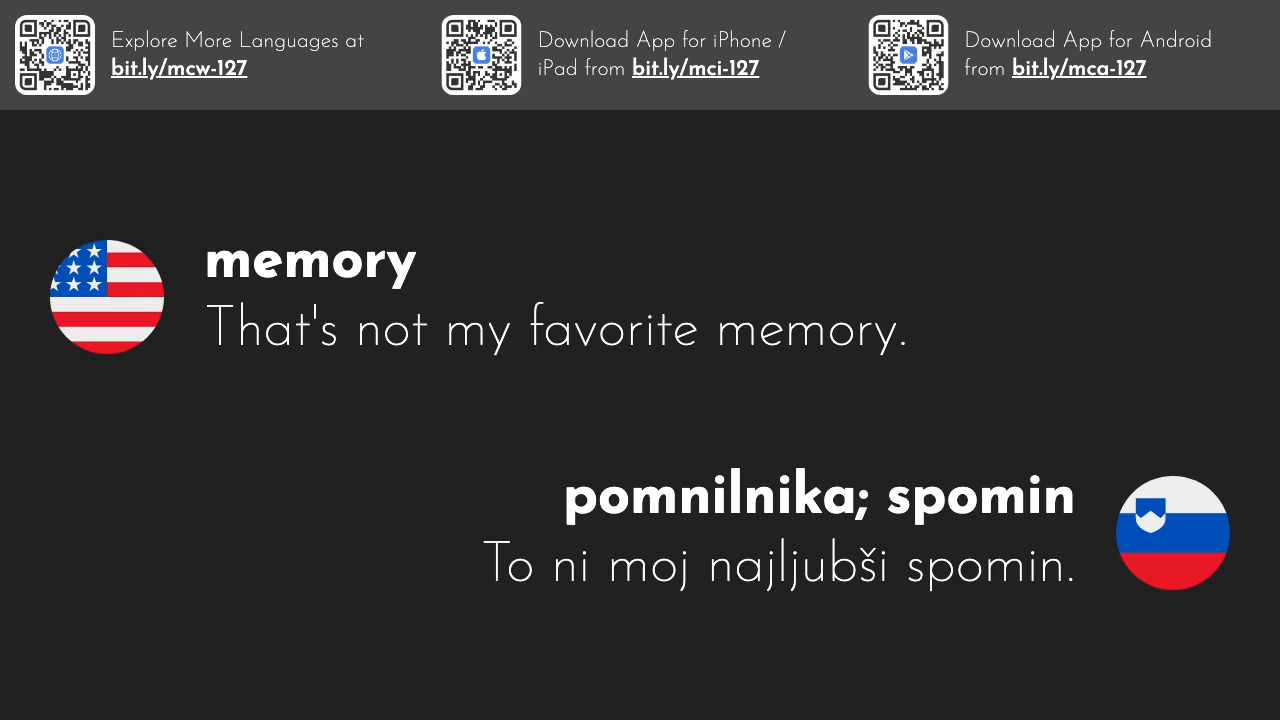 Explore More Languages at
bit.ly/mcw-127
Download App for iPhone /
iPad from bit.ly/mci-127
Download App for Android
from bit.ly/mca-127
memory
That's not my favorite memory.
pomnilnika; spomin
To ni moj najljubši spomin.